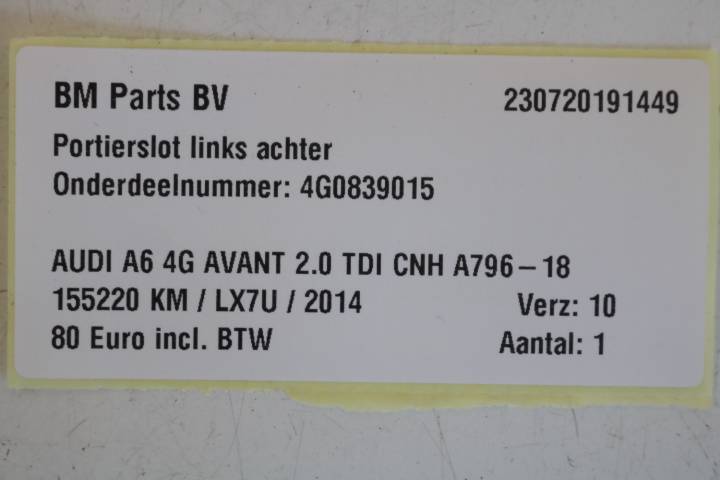 BM Parts BV 230720191449
Portierslot links achter
Onderdeelnummer: 4G0839015
AUDI A6 4G AVANT 2.0 TDI CNH A796-18
155220 KM / LX7U / 2014 Verz: 10
80 Euro incl. BTW Aantal: 1